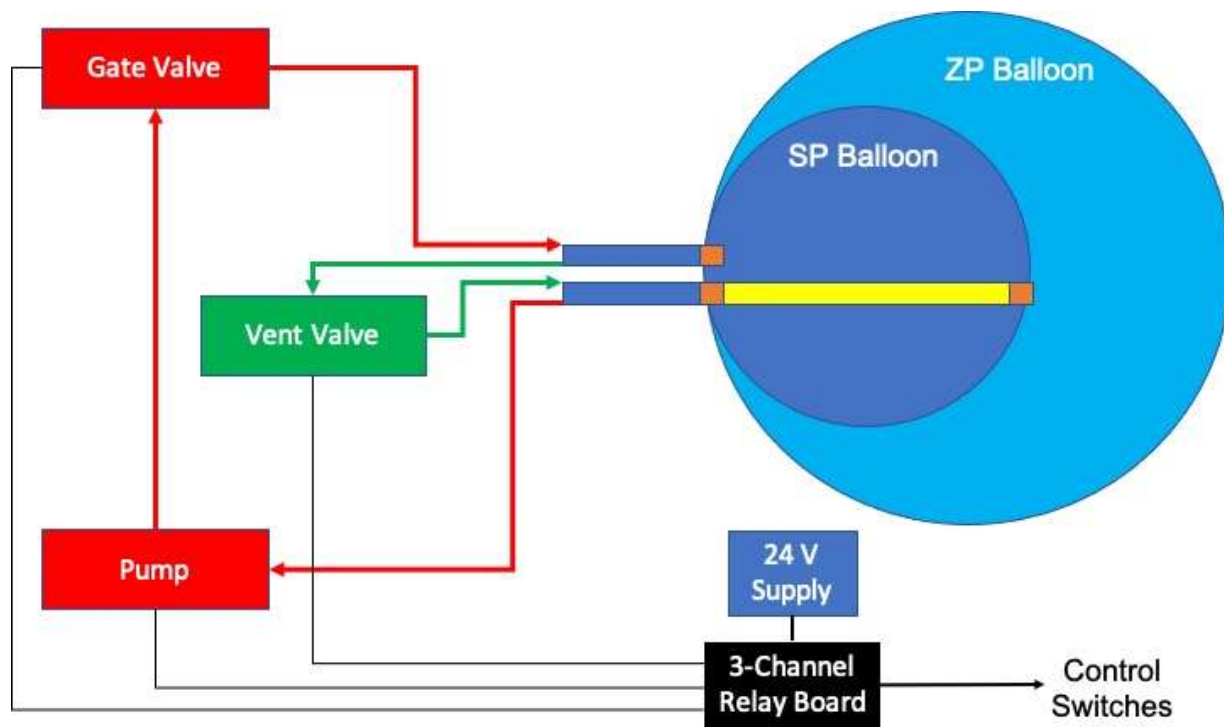 Gate Valve
ZP Balloon
SP Balloon
Vent Valve
Pump
24 V
Supply
3-Channel
Relay Board
Control
Switches